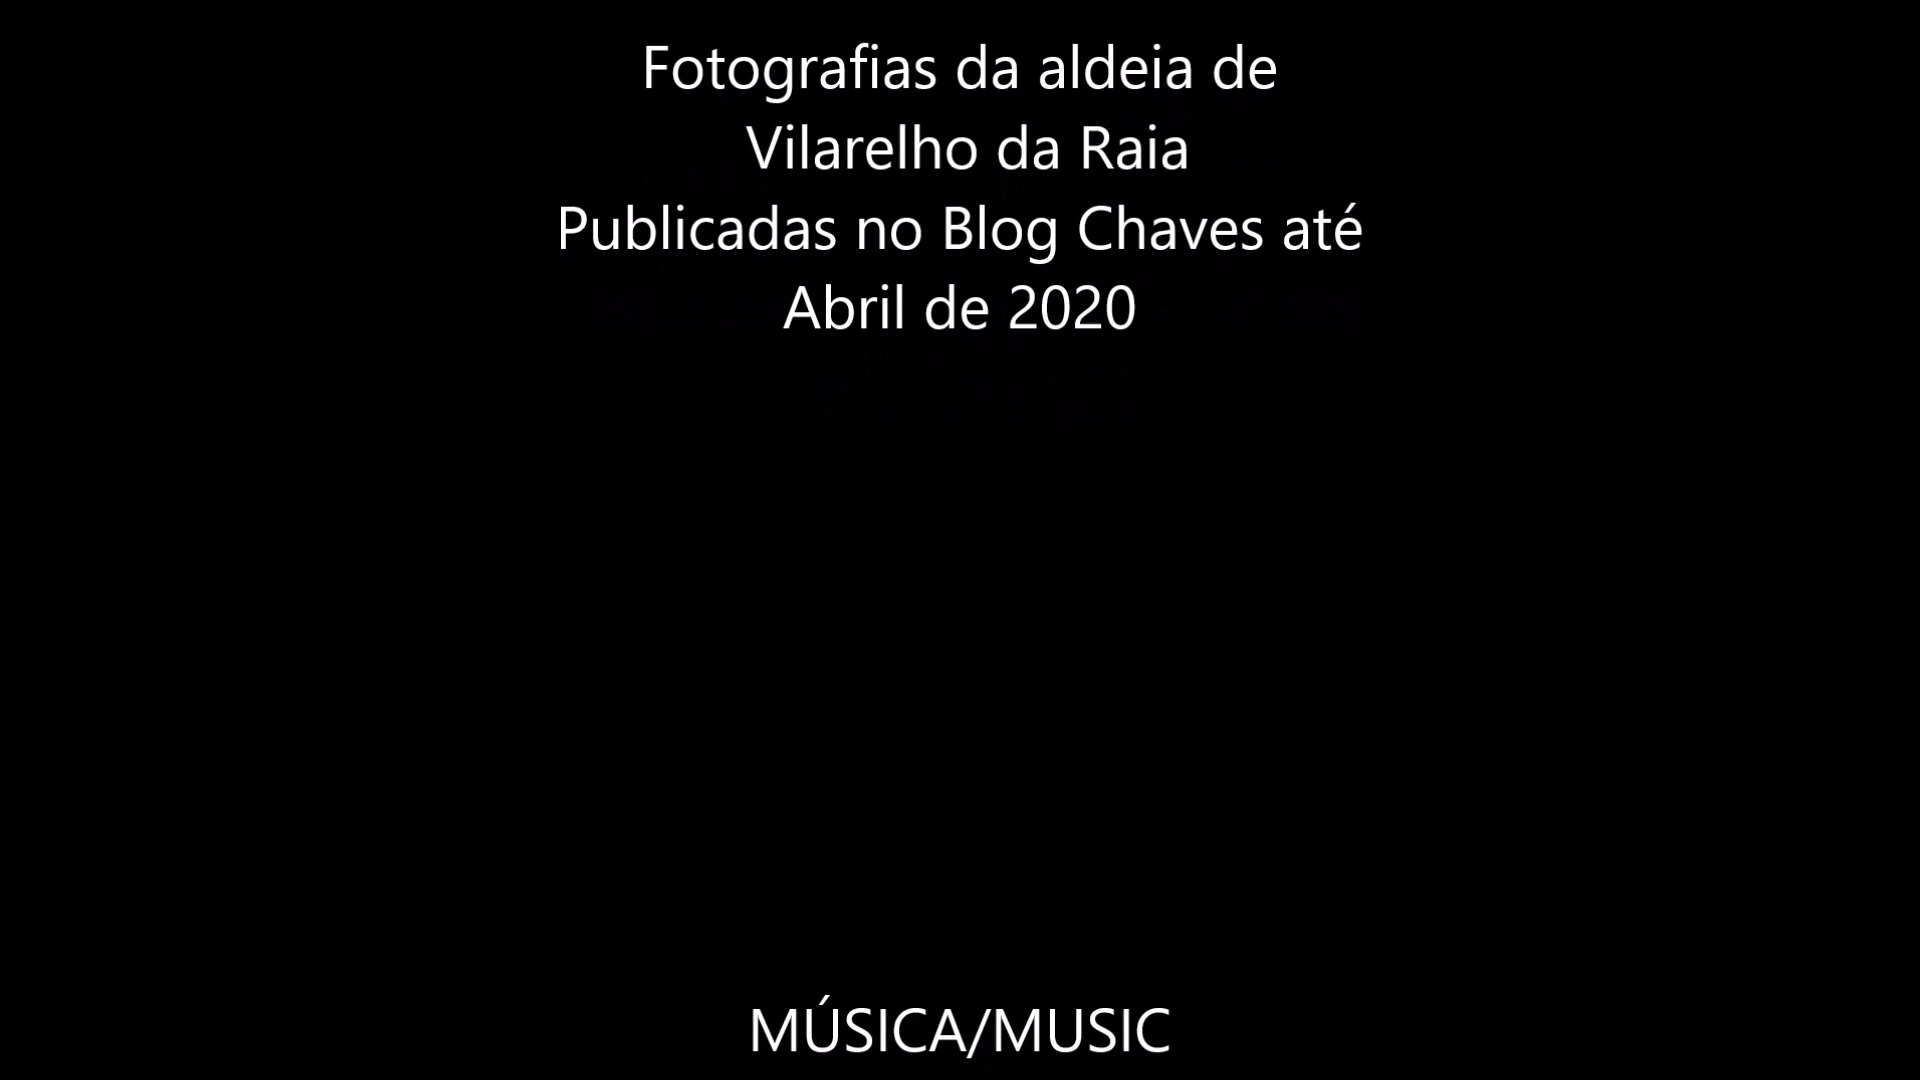 Fotografias da aldeia de
Vilarelho da Raia
Publicadas no Blog Chaves até
Abril de 2020
MÚSICA/MUSIC